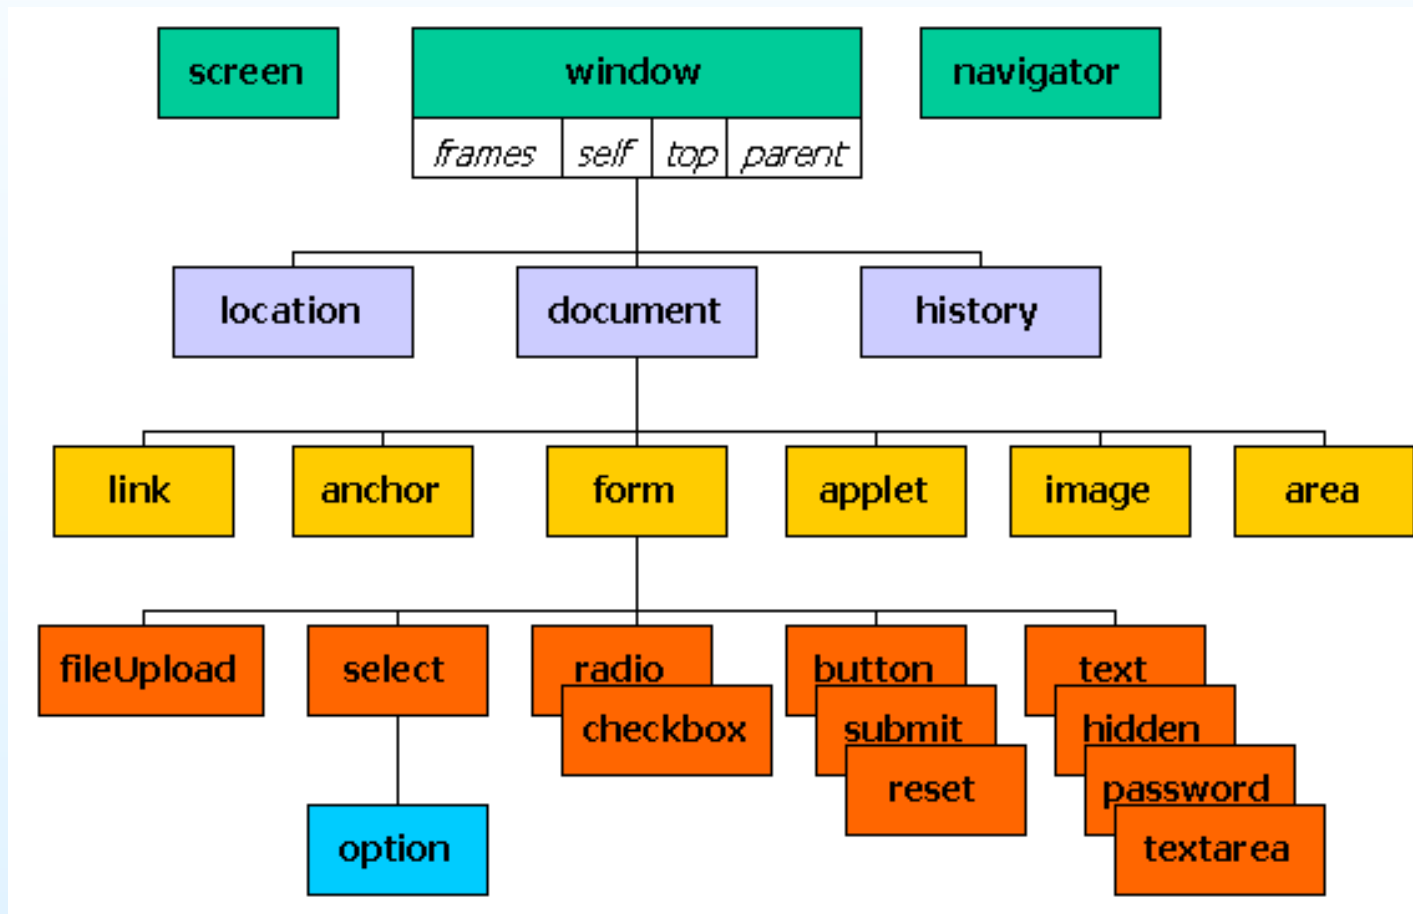 screen window navigator
frames self top parent
location document history
link anchor form applet image area
fileUpload select radio button text
checkbox submit hidden
reset password
option textarea